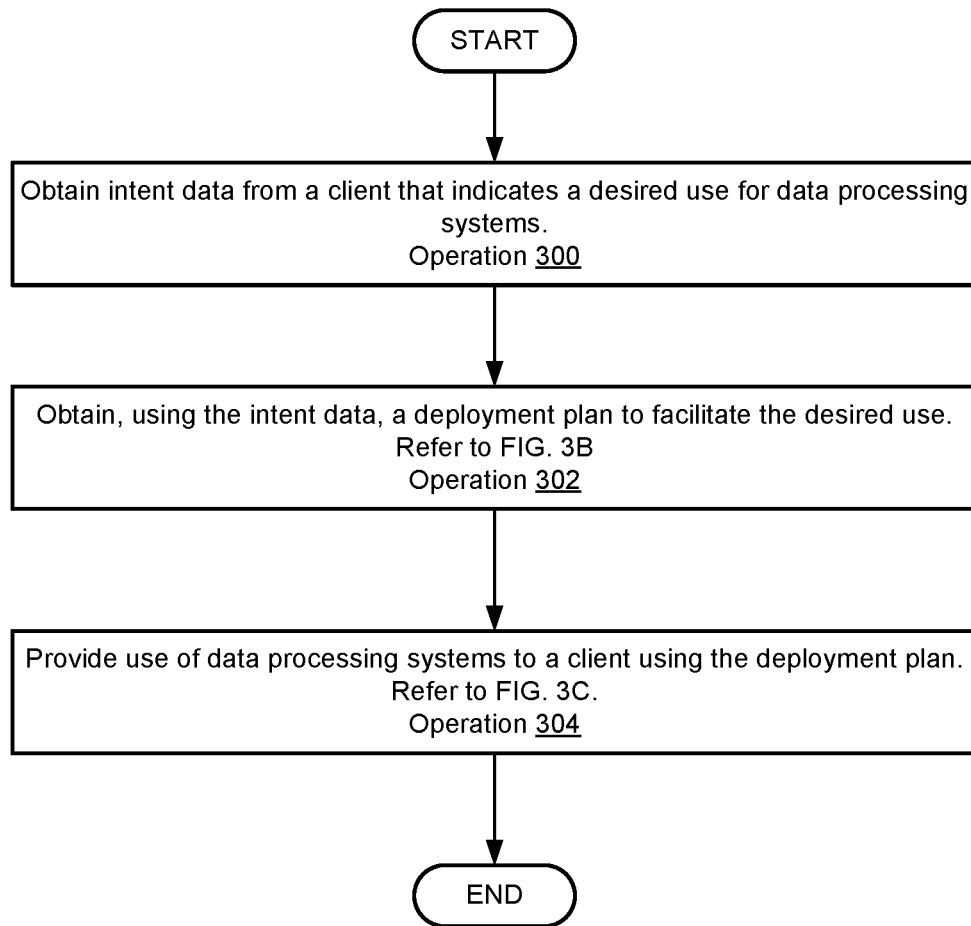 START
Obtain intent data from a client that indicates a desired use for data processing
systems.
Operation 300
Obtain, using the intent data, a deployment plan to facilitate the desired use.
Refer to FIG. 3B
Operation 302
Provide use of data processing systems to a client using the deployment plan.
Refer to FIG. 3C.
Operation 304
END